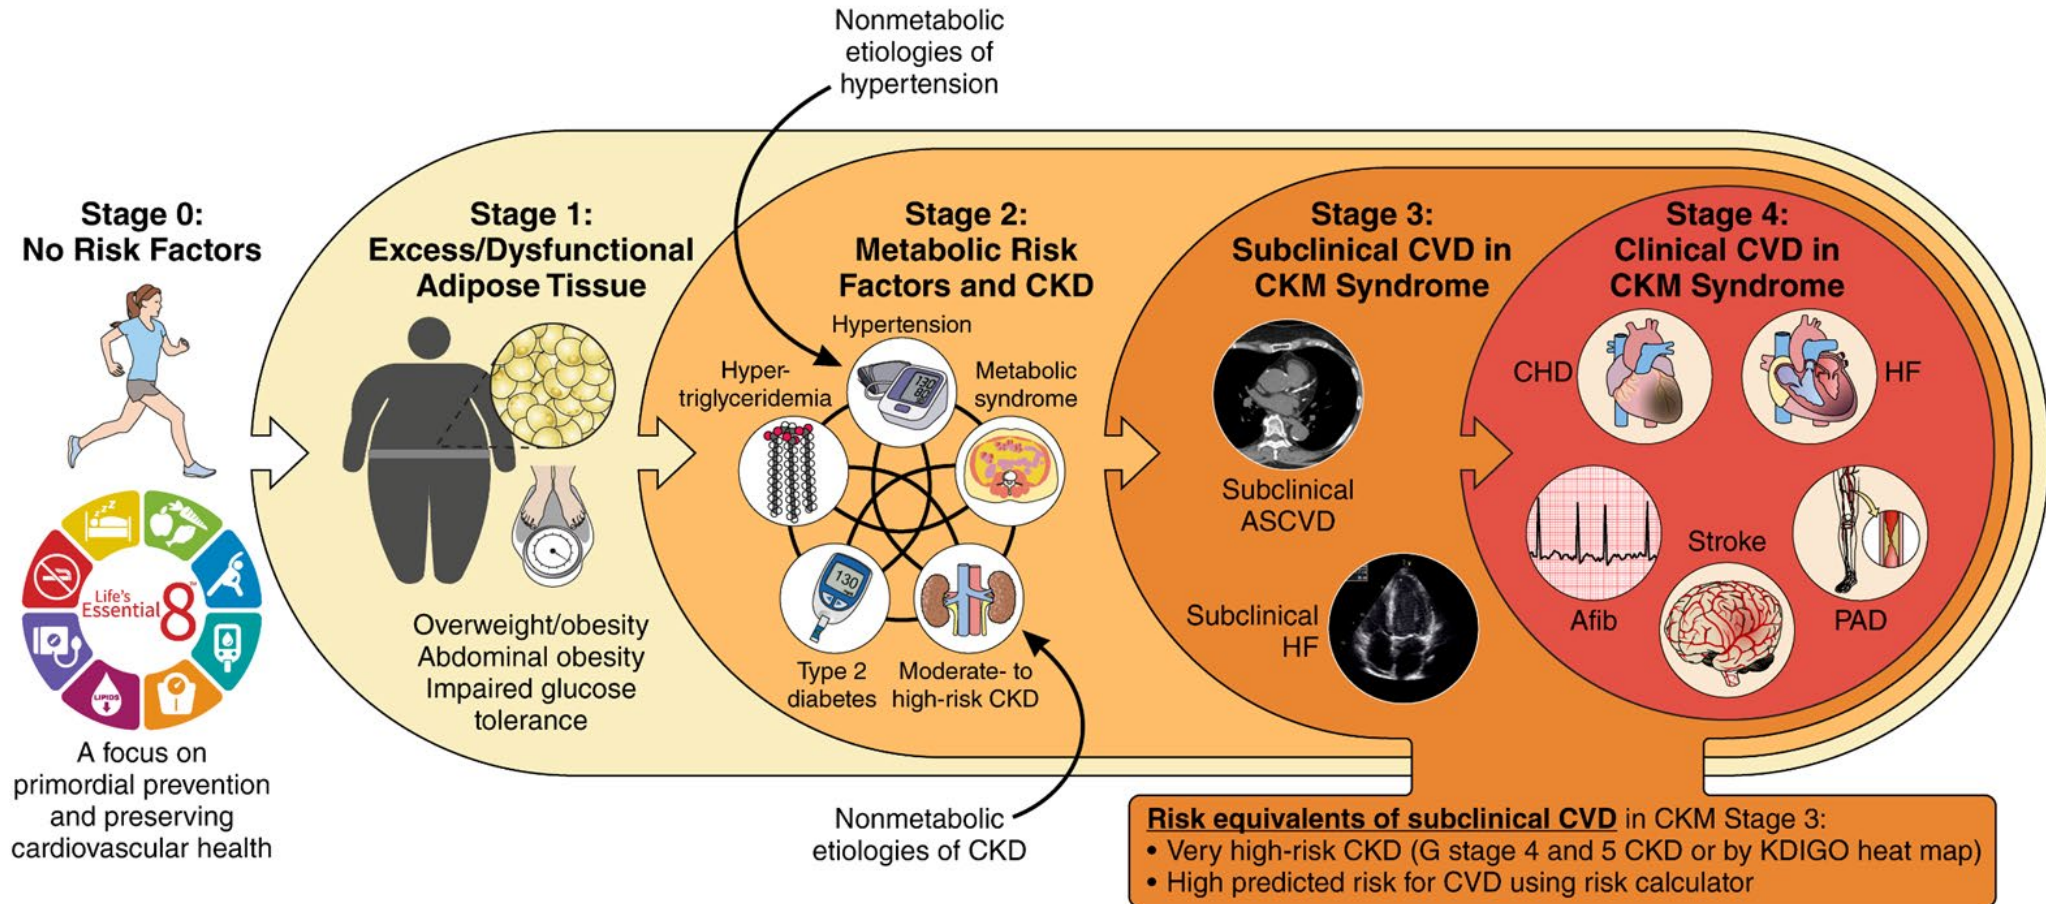 Nonmetabolic
etiologies of
hypertension
Stage 0:
No Risk Factors
Life's
Essential 8™
LIPIDS
A focus on
primordial prevention
and preserving
cardiovascular health
Stage 1:
Excess/Dysfunctional
Adipose Tissue
Overweight/obesity
Abdominal obesity
Impaired glucose
tolerance
Stage 2:
Metabolic Risk
Factors and CKD
Hypertension
130
80
Hyper-
triglyceridemia
Metabolic
syndrome
130
Type 2
diabetes
Moderate- to
high-risk CKD
Nonmetabolic
etiologies of CKD
Stage 3:
Subclinical CVD in
CKM Syndrome
Subclinical
ASCVD
Subclinical
HF
Stage 4:
Clinical CVD in
CKM Syndrome
CHD
HF
Afib
Stroke
PAD
Risk equivalents of subclinical CVD in CKM Stage 3:
• Very high-risk CKD (G stage 4 and 5 CKD or by KDIGO heat map)
• High predicted risk for CVD using risk calculator